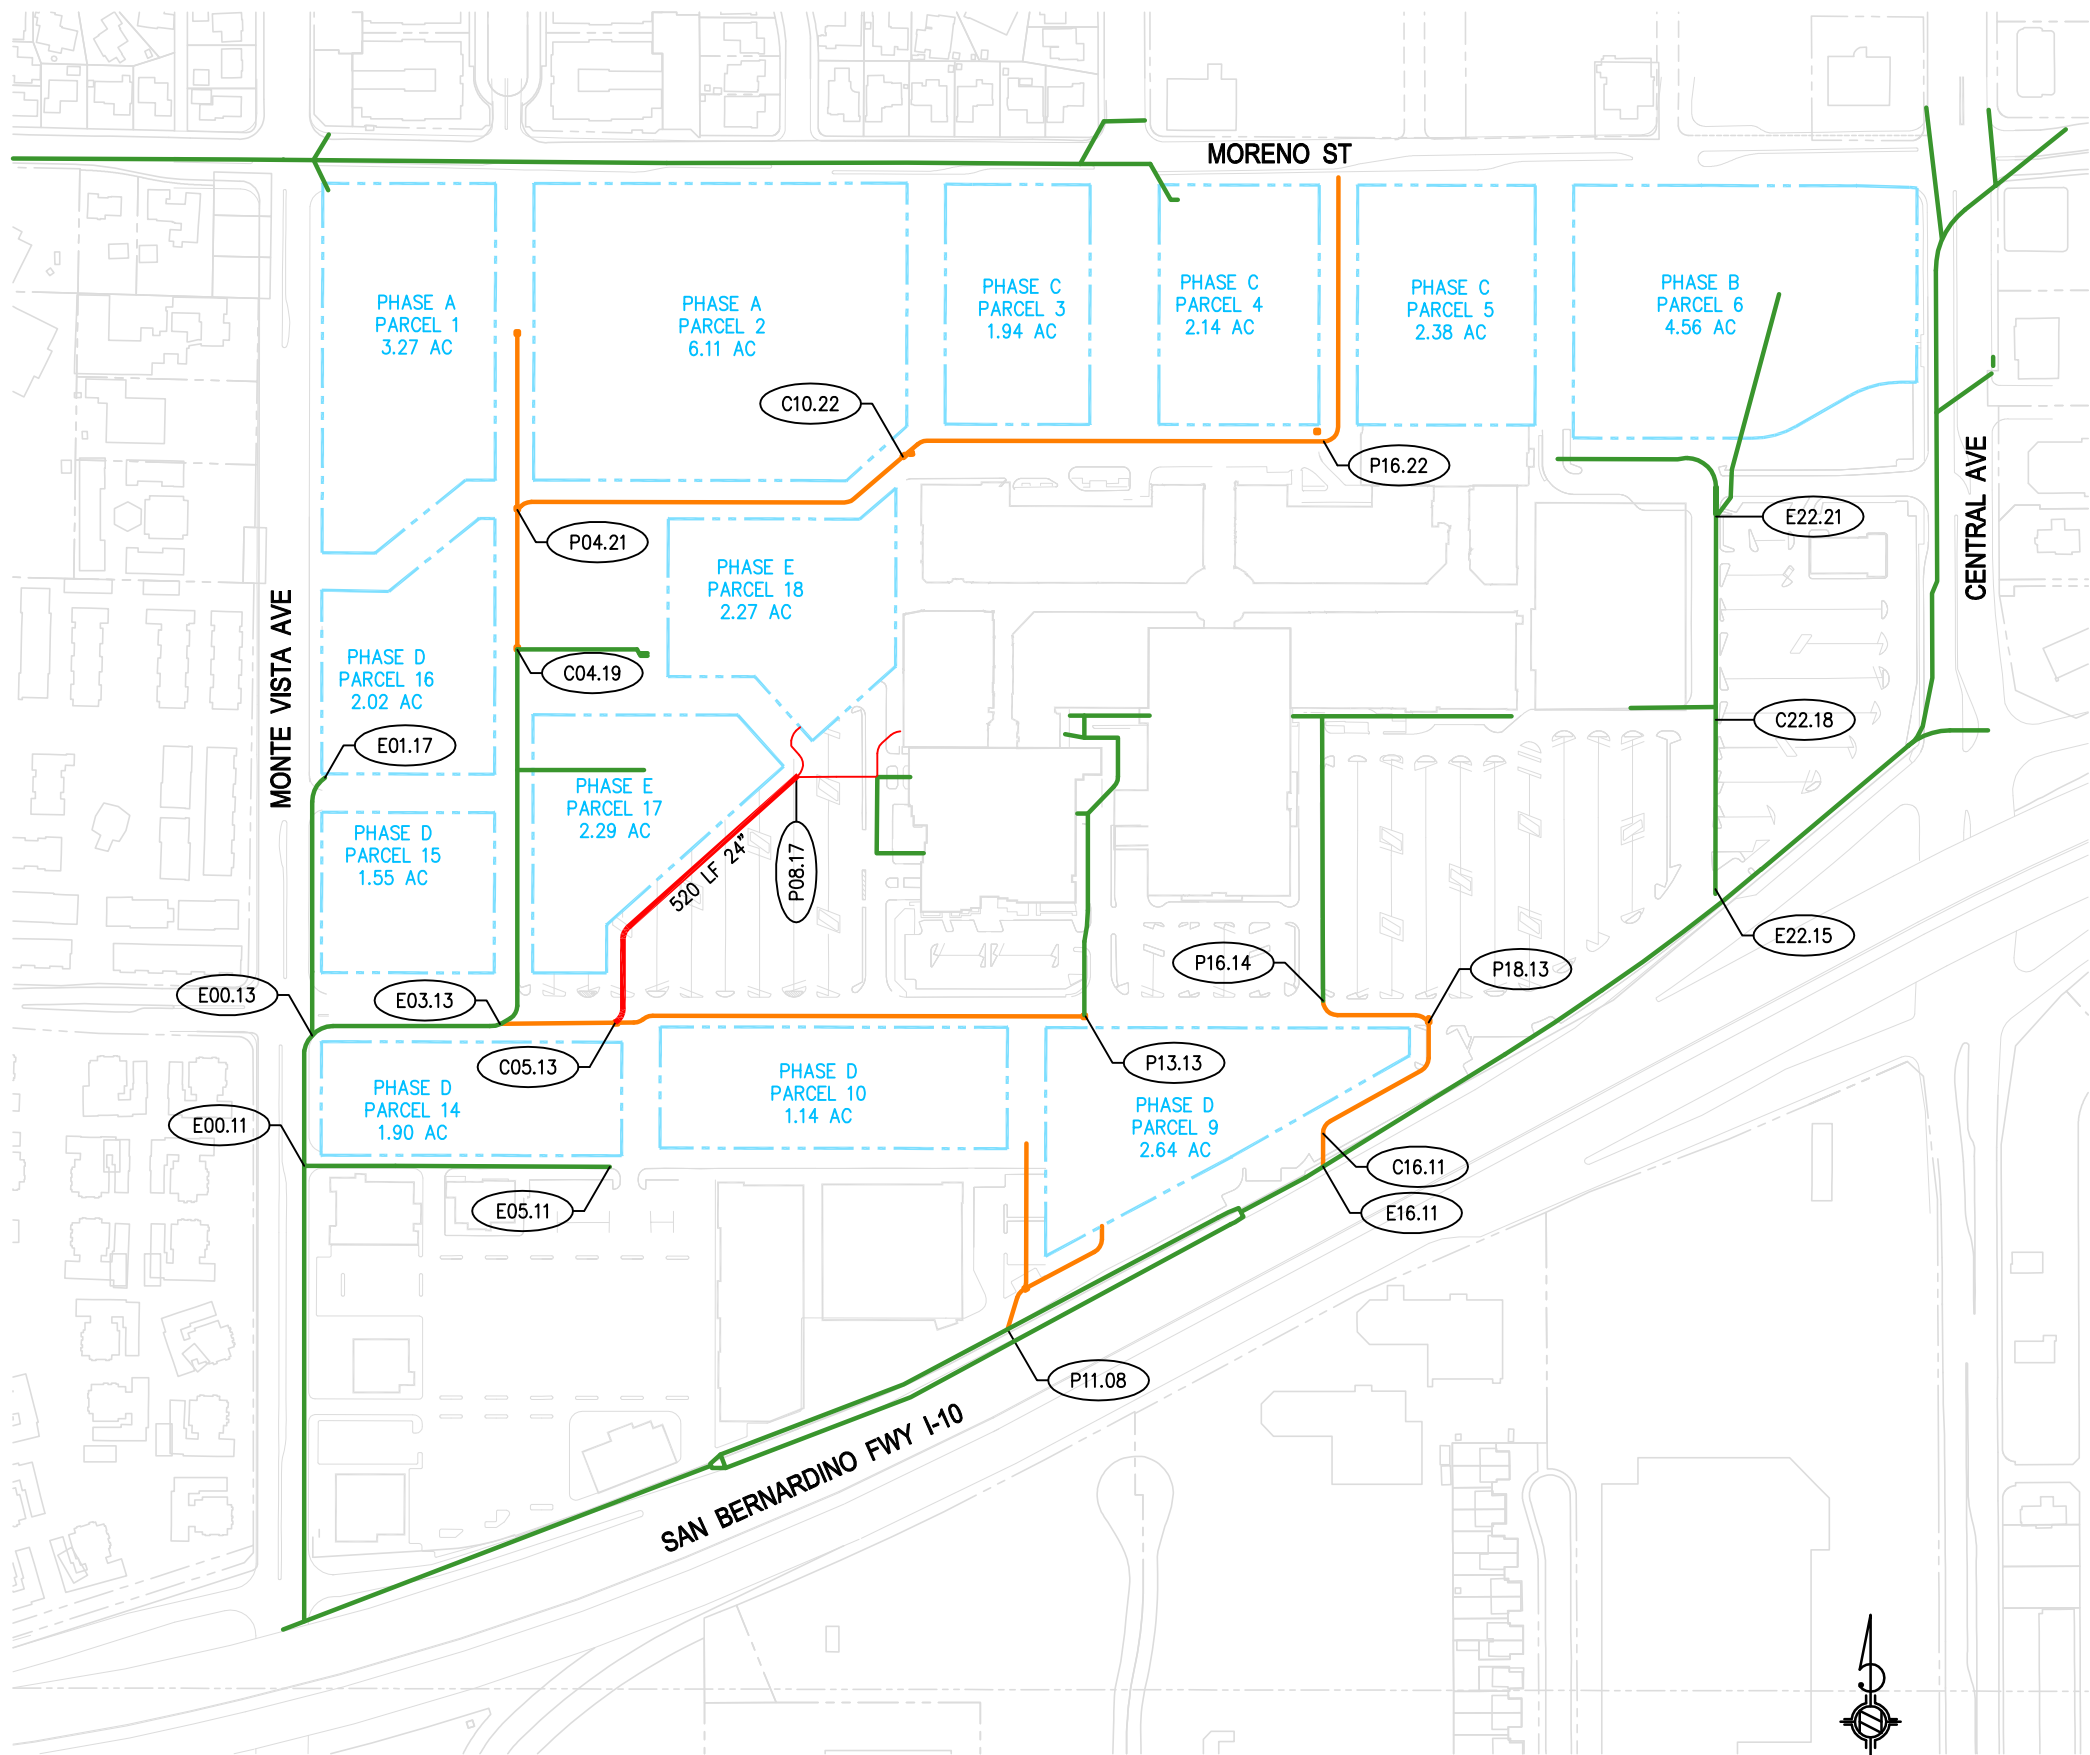 MORENO ST
PHASE A
PARCEL 1
3.27 AC
PHASE A
PARCEL 2
6.11 AC
PHASE C
PARCEL 3
1.94 AC
PHASE C
PARCEL 4
2.14 AC
PHASE C
PARCEL 5
2.38 AC
PHASE B
PARCEL 6
4.56 AC
C10.22
P16.22
E22.21
P04.21
CENTRAL AVE
PHASE E
PARCEL 18
2.27 AC
MONTE VISTA AVE
PHASE D
PARCEL 16
2.02 AC
C04.19
E01.17
C22.18
PHASE E
PARCEL 17
2.29 AC
PHASE D
PARCEL 15
1.55 AC
520 LF 24"
P08.17
E22.15
P16.14
P18.13
E00.13
E03.13
C05.13
P13.13
PHASE D
PARCEL 14
1.90 AC
PHASE D
PARCEL 10
1.14 AC
PHASE D
PARCEL 9
2.64 AC
E00.11
C16.11
E05.11
E16.11
P11.08
SAN BERNARDINO FWY I-10